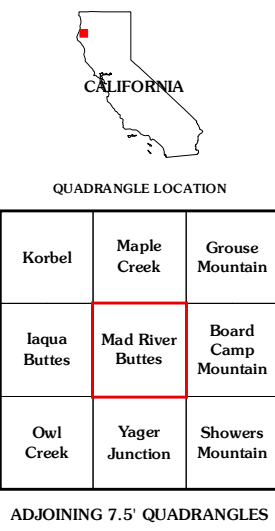 CALIFORNIA
QUADRANGLE LOCATION
Korbel
Maple
Creek
Grouse
Mountain
Iaqua
Buttes
Mad River
Buttes
Board
Camp
Mountain
Owl
Creek
Yager
Junction
Showers
Mountain
ADJOINING 7.5' QUADRANGLES